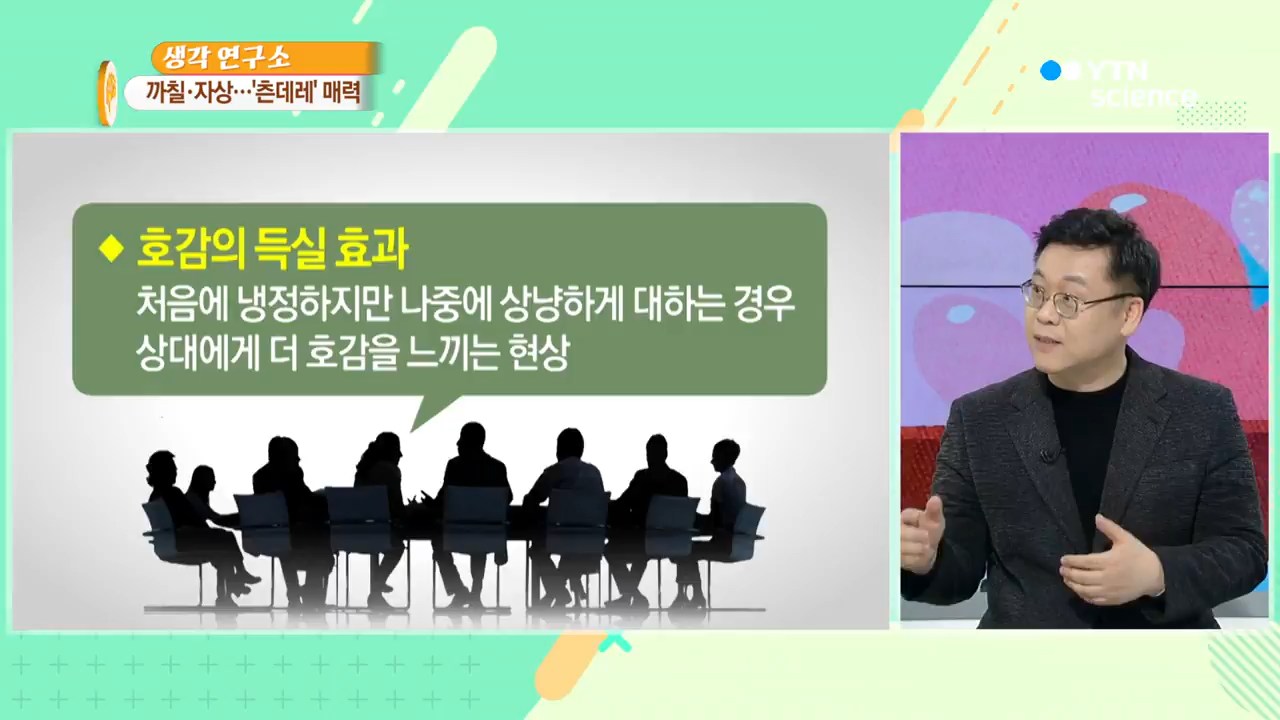 생각 연구소
까칠·자상…'츤데레' 매력
YTN
science
◆ 호감의 득실 효과
처음에 냉정하지만 나중에 상냥하게 대하는 경우
상대에게 더 호감을 느끼는 현상